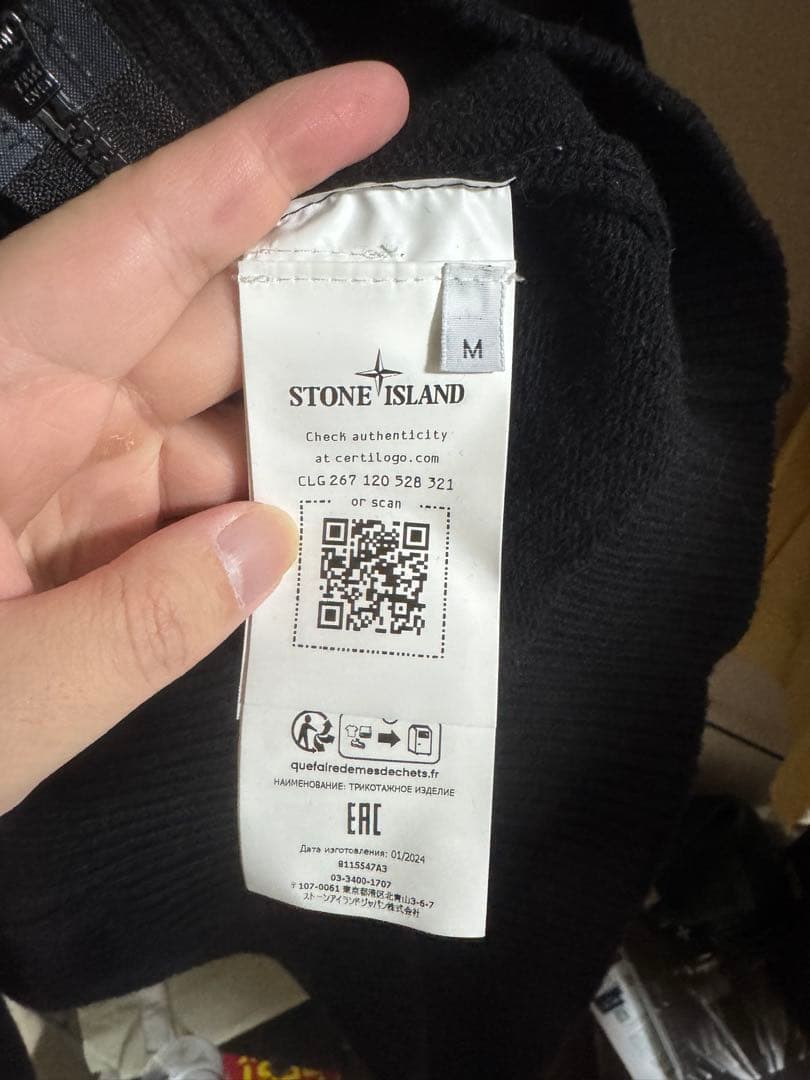 M
STONE ISLAND
Check authenticity
at certilogo.com
CLG 267 120 528 321
or scan
quefairedemesdechets.fr
НАИМЕНОВАНИЕ: ТРИКОТАЖНОЕ ИЗДЕЛИЕ
EAC
Дата изготовления: 01/2024
8115547A3
03-3400-1707
〒107-0061 東京都港区北青山3-6-7
ストーンアイランドジャパン株式会社